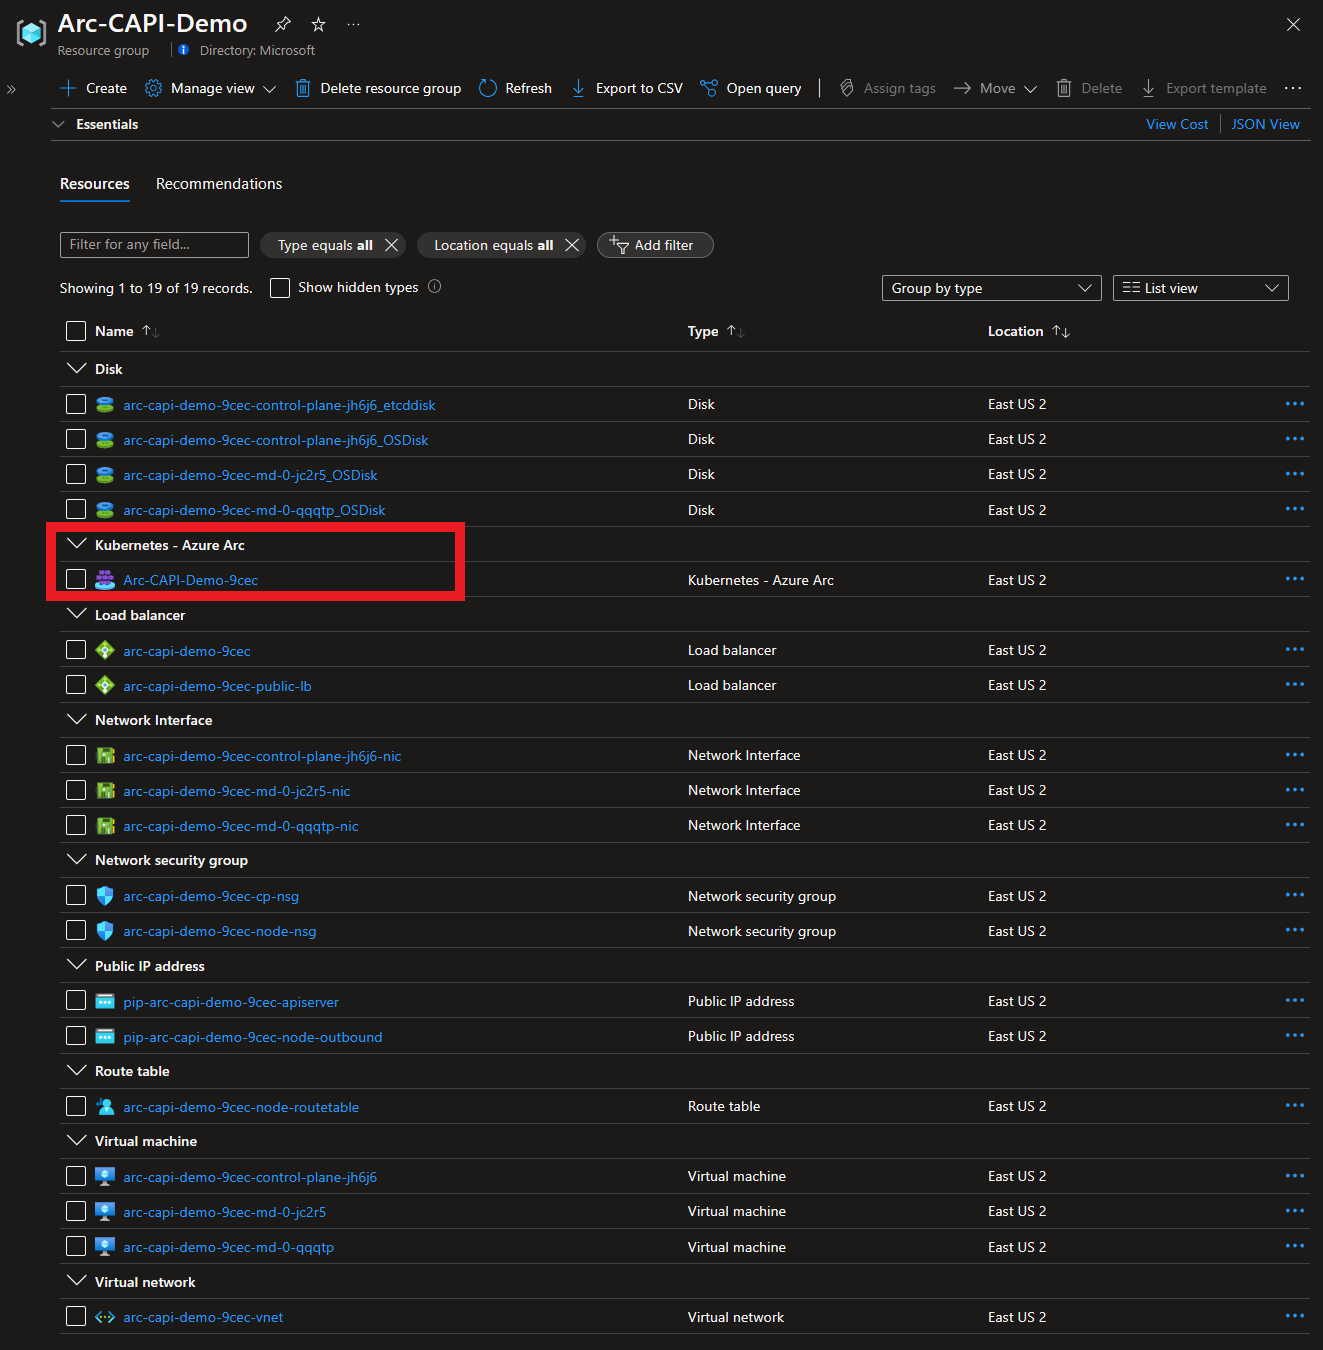 Arc-CAPI-Demo
Resource group Directory: Microsoft
Create Manage view Delete resource group Refresh Export to CSV Open query Assign tags Move Delete Export template
Essentials View Cost JSON View
Resources Recommendations
Filter for any field... Type equals all Location equals all Add filter
Showing 1 to 19 of 19 records. Show hidden types Group by type List view
Name Type Location
Disk
arc-capi-demo-9cec-control-plane-jh6j6_etcddisk Disk East US 2
arc-capi-demo-9cec-control-plane-jh6j6_OSDisk Disk East US 2
arc-capi-demo-9cec-md-0-jc2r5_OSDisk Disk East US 2
arc-capi-demo-9cec-md-0-qqqtp_OSDisk Disk East US 2
Kubernetes - Azure Arc
Arc-CAPI-Demo-9cec Kubernetes - Azure Arc East US 2
Load balancer
arc-capi-demo-9cec Load balancer East US 2
arc-capi-demo-9cec-public-lb Load balancer East US 2
Network Interface
arc-capi-demo-9cec-control-plane-jh6j6-nic Network Interface East US 2
arc-capi-demo-9cec-md-0-jc2r5-nic Network Interface East US 2
arc-capi-demo-9cec-md-0-qqqtp-nic Network Interface East US 2
Network security group
arc-capi-demo-9cec-cp-nsg Network security group East US 2
arc-capi-demo-9cec-node-nsg Network security group East US 2
Public IP address
pip-arc-capi-demo-9cec-apiserver Public IP address East US 2
pip-arc-capi-demo-9cec-node-outbound Public IP address East US 2
Route table
arc-capi-demo-9cec-node-routetable Route table East US 2
Virtual machine
arc-capi-demo-9cec-control-plane-jh6j6 Virtual machine East US 2
arc-capi-demo-9cec-md-0-jc2r5 Virtual machine East US 2
arc-capi-demo-9cec-md-0-qqqtp Virtual machine East US 2
Virtual network
arc-capi-demo-9cec-vnet Virtual network East US 2